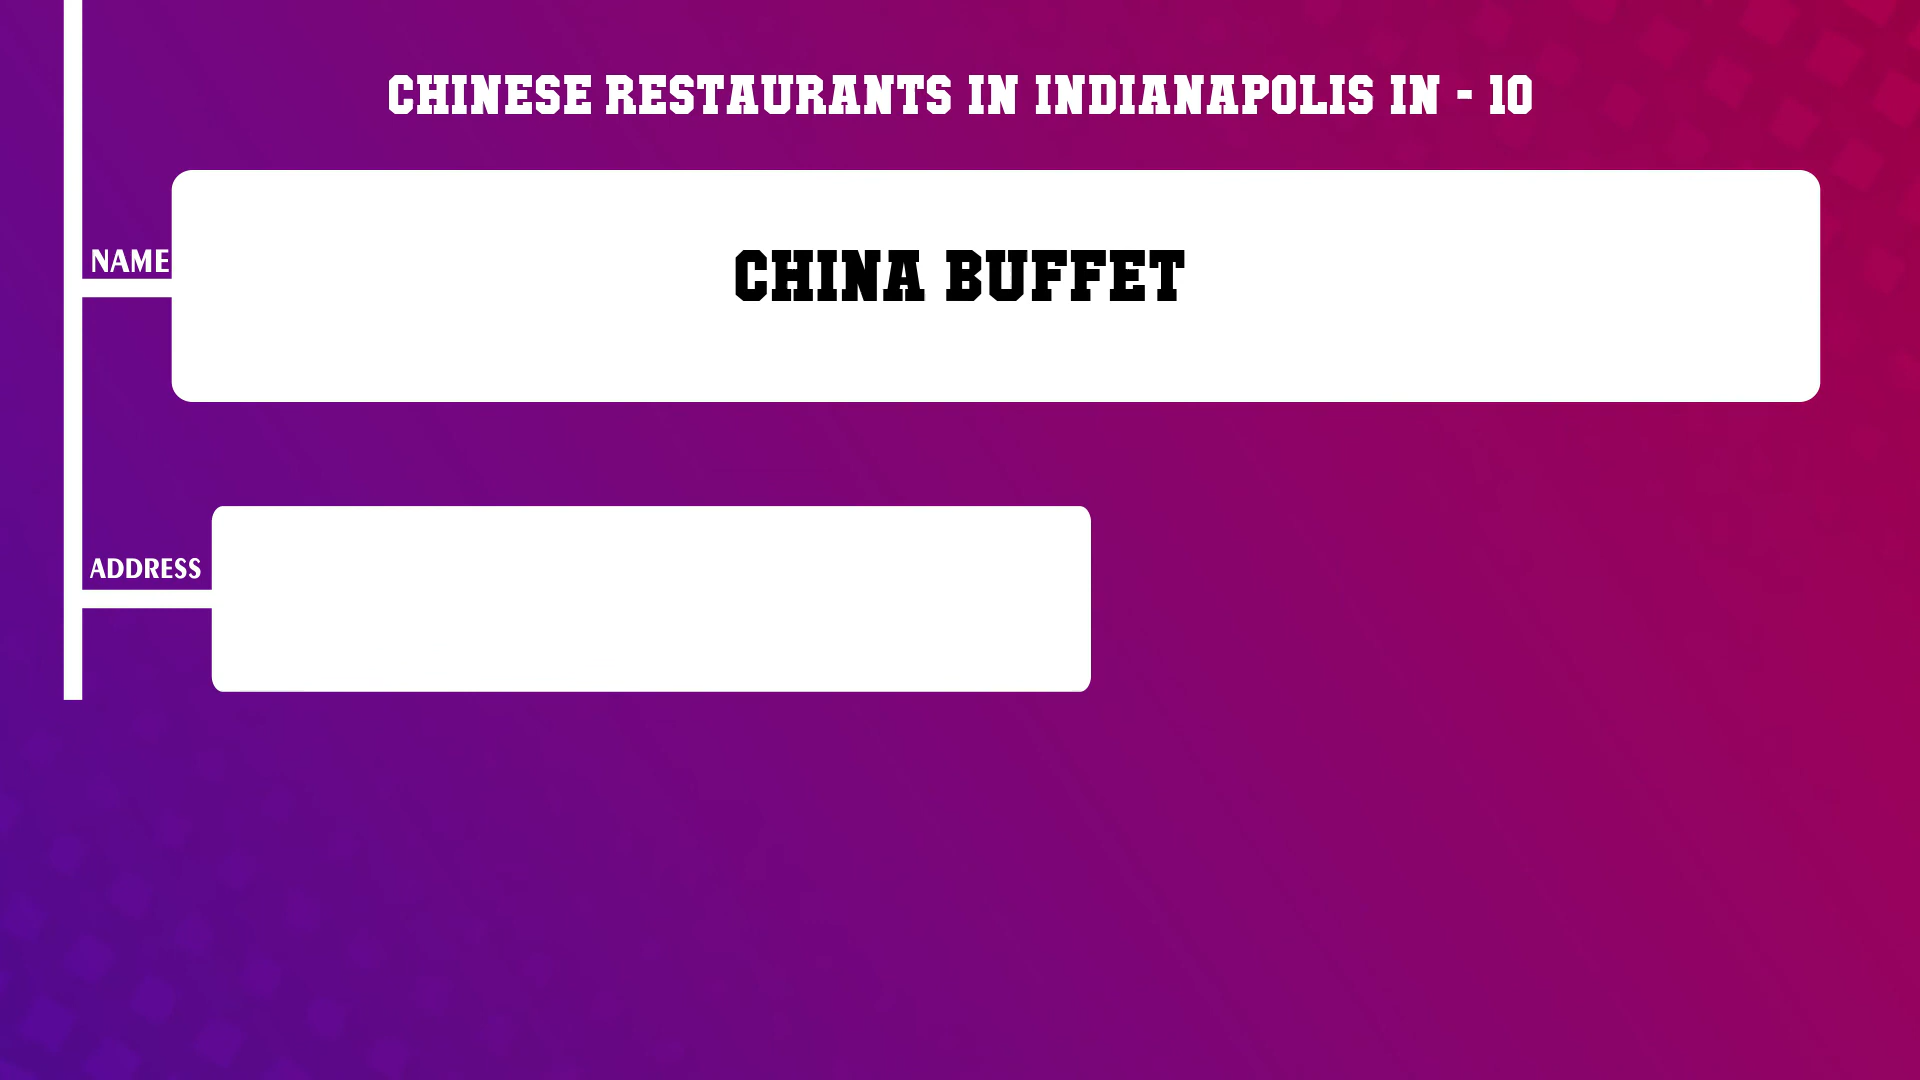 CHINESE RESTAURANTS IN INDIANAPOLIS IN - 10
NAME
CHINA BUFFET
ADDRESS